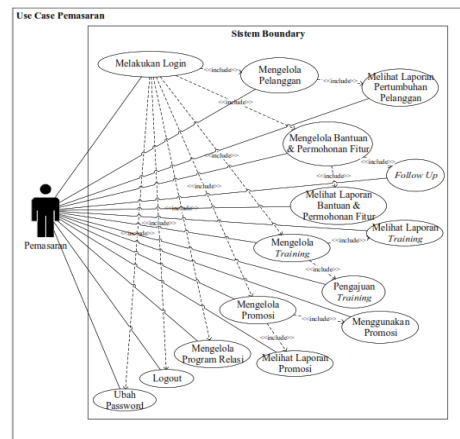 Use Case Pemasaran
Sistem Boundary
Melakukan Login
<<include>>
Mengelola
Pelanggan
<<include>>
Melihat Laporan
Pertumbuhan
Pelanggan
<<include>>
Mengelola Bantuan
& Permohonan Fitur
<<include>>
<<include>>
<<include>>
Follow Up
Melihat Laporan
Bantuan &
Permohonan Fitur
<<include>>
Pemasaran
Mengelola
Training
<<include>>
Melihat Laporan
Training
<<include>>
<<include>>
<<include>>
Pengajuan
Training
Mengelola
Promosi
<<include>>
Menggunakan
Promosi
<<include>>
Mengelola
Program Relasi
Melihat Laporan
Promosi
Logout
Ubah
Password